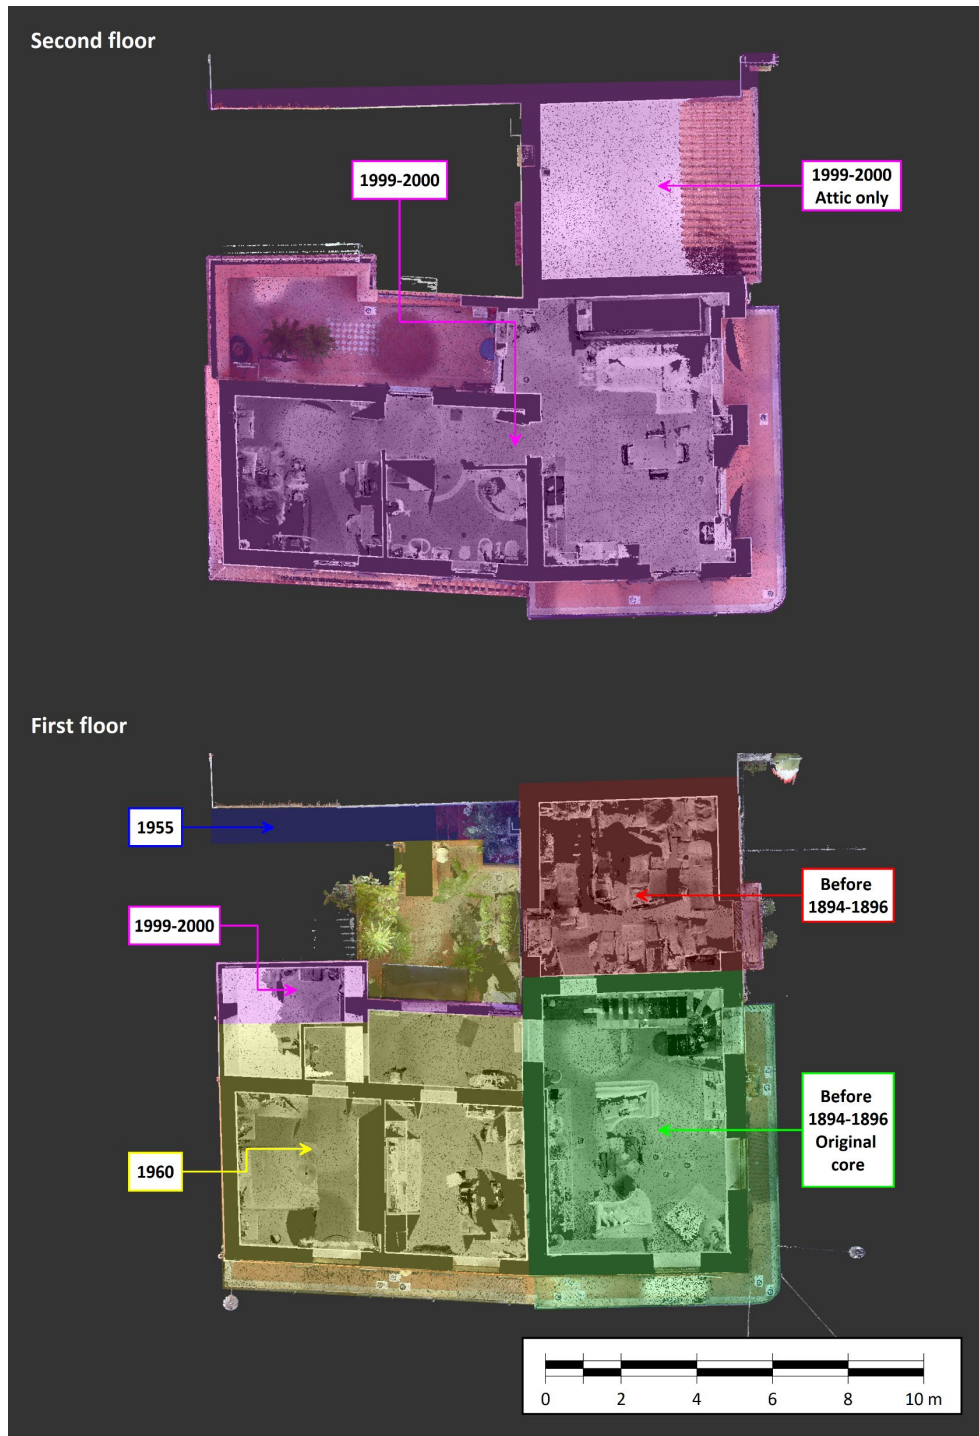 Second floor
1999-2000
1999-2000
Attic only
First floor
1955
Before
1894-1896
1999-2000
Before
1894-1896
Original
core
1960
0 2 4 6 8 10 m